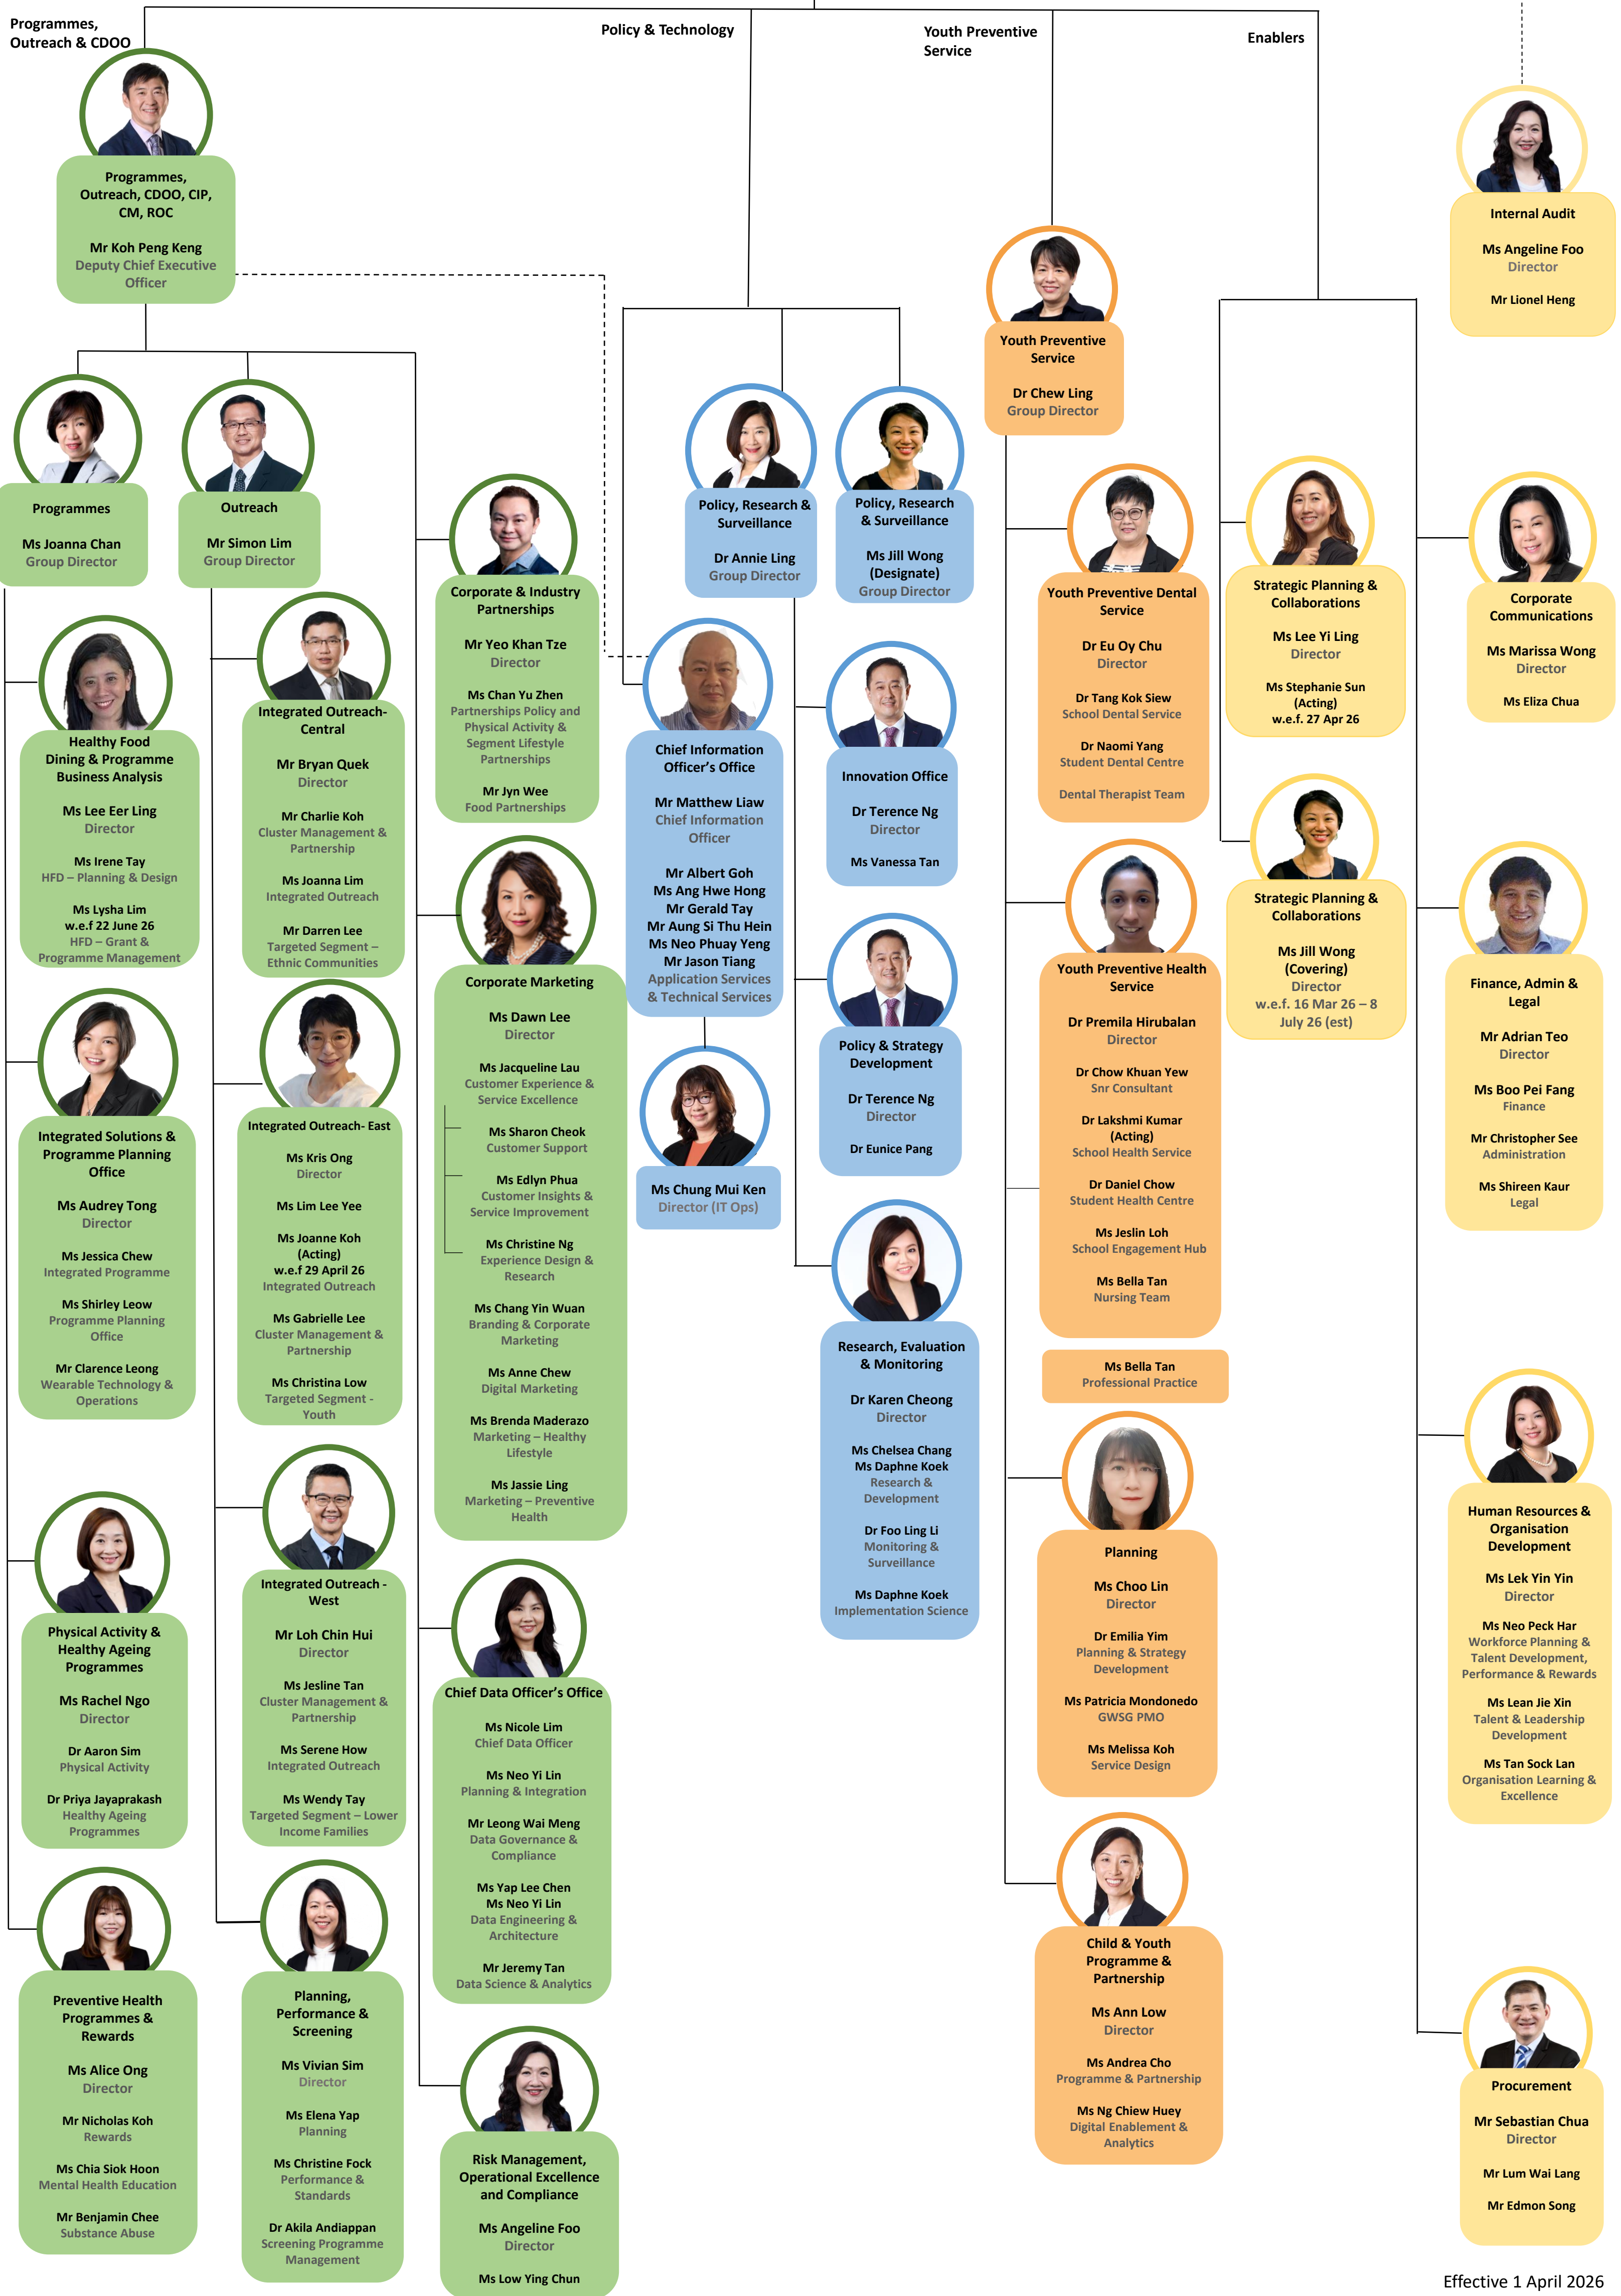 Programmes,
Outreach & CDOO
Policy & Technology
Youth Preventive
Service
Enablers
Programmes,
Outreach, CDOO, CIP,
CM, ROC
Mr Koh Peng Keng
Deputy Chief Executive
Officer
Internal Audit
Ms Angeline Foo
Director
Mr Lionel Heng
Programmes
Ms Joanna Chan
Group Director
Healthy Food
Dining & Programme
Business Analysis
Ms Lee Eer Ling
Director
Ms Irene Tay
HFD – Planning & Design
Ms Lysha Lim
w.e.f 22 June 26
HFD – Grant &
Programme Management
Integrated Solutions &
Programme Planning
Office
Ms Audrey Tong
Director
Ms Jessica Chew
Integrated Programme
Ms Shirley Leow
Programme Planning
Office
Mr Clarence Leong
Wearable Technology &
Operations
Physical Activity &
Healthy Ageing
Programmes
Ms Rachel Ngo
Director
Dr Aaron Sim
Physical Activity
Dr Priya Jayaprakash
Healthy Ageing
Programmes
Preventive Health
Programmes &
Rewards
Ms Alice Ong
Director
Mr Nicholas Koh
Rewards
Ms Chia Siok Hoon
Mental Health Education
Mr Benjamin Chee
Substance Abuse
Outreach
Mr Simon Lim
Group Director
Integrated Outreach-
Central
Mr Bryan Quek
Director
Mr Charlie Koh
Cluster Management &
Partnership
Ms Joanna Lim
Integrated Outreach
Mr Darren Lee
Targeted Segment –
Ethnic Communities
Integrated Outreach- East
Ms Kris Ong
Director
Ms Lim Lee Yee
Ms Joanne Koh
(Acting)
w.e.f 29 April 26
Integrated Outreach
Ms Gabrielle Lee
Cluster Management &
Partnership
Ms Christina Low
Targeted Segment -
Youth
Integrated Outreach -
West
Mr Loh Chin Hui
Director
Ms Jesline Tan
Cluster Management &
Partnership
Ms Serene How
Integrated Outreach
Ms Wendy Tay
Targeted Segment – Lower
Income Families
Planning,
Performance &
Screening
Ms Vivian Sim
Director
Ms Elena Yap
Planning
Ms Christine Fock
Performance &
Standards
Dr Akila Andiappan
Screening Programme
Management
Corporate & Industry
Partnerships
Mr Yeo Khan Tze
Director
Ms Chan Yu Zhen
Partnerships Policy and
Physical Activity &
Segment Lifestyle
Partnerships
Mr Jyn Wee
Food Partnerships
Corporate Marketing
Ms Dawn Lee
Director
Ms Jacqueline Lau
Customer Experience &
Service Excellence
Ms Sharon Cheok
Customer Support
Ms Edlyn Phua
Customer Insights &
Service Improvement
Ms Christine Ng
Experience Design &
Research
Ms Chang Yin Wuan
Branding & Corporate
Marketing
Ms Anne Chew
Digital Marketing
Ms Brenda Maderazo
Marketing – Healthy
Lifestyle
Ms Jassie Ling
Marketing – Preventive
Health
Chief Data Officer's Office
Ms Nicole Lim
Chief Data Officer
Ms Neo Yi Lin
Planning & Integration
Mr Leong Wai Meng
Data Governance &
Compliance
Ms Yap Lee Chen
Ms Neo Yi Lin
Data Engineering &
Architecture
Mr Jeremy Tan
Data Science & Analytics
Risk Management,
Operational Excellence
and Compliance
Ms Angeline Foo
Director
Ms Low Ying Chun
Policy, Research &
Surveillance
Dr Annie Ling
Group Director
Policy, Research
& Surveillance
Ms Jill Wong
(Designate)
Group Director
Chief Information
Officer's Office
Mr Matthew Liaw
Chief Information
Officer
Mr Albert Goh
Ms Ang Hwe Hong
Mr Gerald Tay
Mr Aung Si Thu Hein
Ms Neo Phuay Yeng
Mr Jason Tiang
Application Services
& Technical Services
Ms Chung Mui Ken
Director (IT Ops)
Innovation Office
Dr Terence Ng
Director
Ms Vanessa Tan
Policy & Strategy
Development
Dr Terence Ng
Director
Dr Eunice Pang
Research, Evaluation
& Monitoring
Dr Karen Cheong
Director
Ms Chelsea Chang
Ms Daphne Koek
Research &
Development
Dr Foo Ling Li
Monitoring &
Surveillance
Ms Daphne Koek
Implementation Science
Youth Preventive
Service
Dr Chew Ling
Group Director
Youth Preventive Dental
Service
Dr Eu Oy Chu
Director
Dr Tang Kok Siew
School Dental Service
Dr Naomi Yang
Student Dental Centre
Dental Therapist Team
Youth Preventive Health
Service
Dr Premila Hirubalan
Director
Dr Chow Khuan Yew
Snr Consultant
Dr Lakshmi Kumar
(Acting)
School Health Service
Dr Daniel Chow
Student Health Centre
Ms Jeslin Loh
School Engagement Hub
Ms Bella Tan
Nursing Team
Ms Bella Tan
Professional Practice
Planning
Ms Choo Lin
Director
Dr Emilia Yim
Planning & Strategy
Development
Ms Patricia Mondonedo
GWSG PMO
Ms Melissa Koh
Service Design
Child & Youth
Programme &
Partnership
Ms Ann Low
Director
Ms Andrea Cho
Programme & Partnership
Ms Ng Chiew Huey
Digital Enablement &
Analytics
Strategic Planning &
Collaborations
Ms Lee Yi Ling
Director
Ms Stephanie Sun
(Acting)
w.e.f. 27 Apr 26
Strategic Planning &
Collaborations
Ms Jill Wong
(Covering)
Director
w.e.f. 16 Mar 26 – 8
July 26 (est)
Corporate
Communications
Ms Marissa Wong
Director
Ms Eliza Chua
Finance, Admin &
Legal
Mr Adrian Teo
Director
Ms Boo Pei Fang
Finance
Mr Christopher See
Administration
Ms Shireen Kaur
Legal
Human Resources &
Organisation
Development
Ms Lek Yin Yin
Director
Ms Neo Peck Har
Workforce Planning &
Talent Development,
Performance & Rewards
Ms Lean Jie Xin
Talent & Leadership
Development
Ms Tan Sock Lan
Organisation Learning &
Excellence
Procurement
Mr Sebastian Chua
Director
Mr Lum Wai Lang
Mr Edmon Song
Effective 1 April 2026